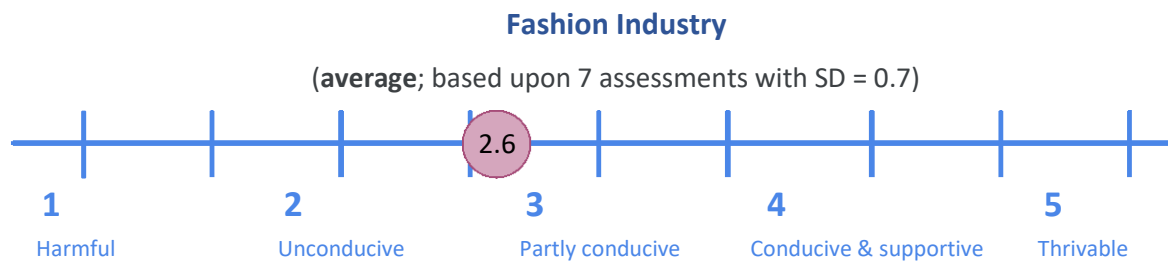 Fashion Industry
(average; based upon 7 assessments with SD = 0.7)
2.6
1 2 3 4 5
Harmful Unconducive Partly conducive Conducive & supportive Thrivable